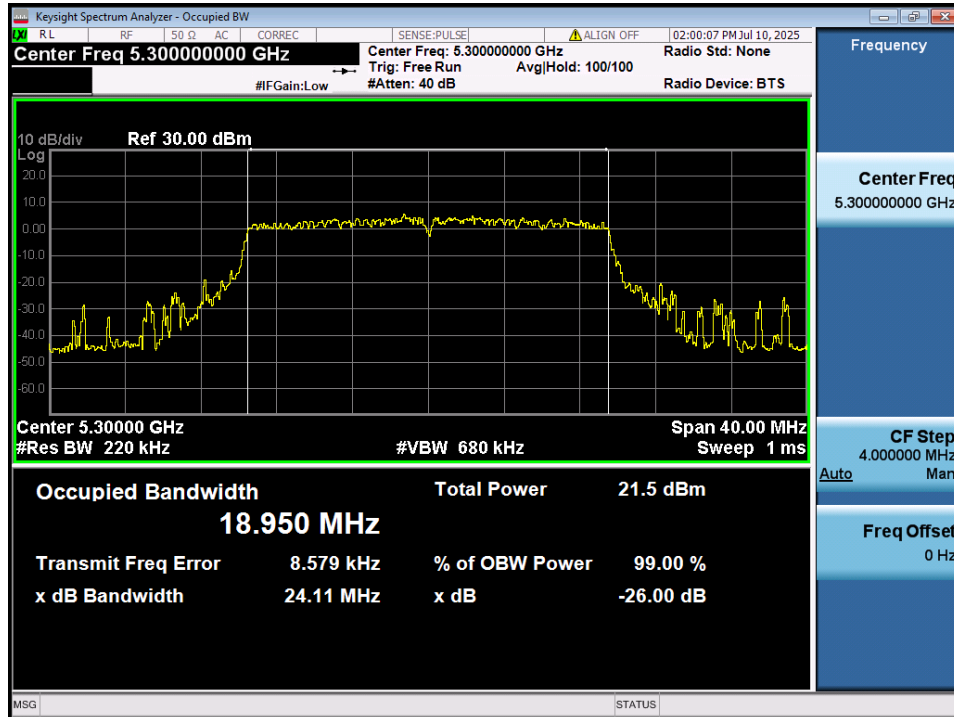 Keysight Spectrum Analyzer - Occupied BW
LXI RL RF 50 Ω AC CORREC SENSE:PULSE ALIGN OFF 02:00:07 PM Jul 10, 2025
Center Freq 5.300000000 GHz
Center Freq: 5.300000000 GHz
Radio Std: None
Trig: Free Run Avg|Hold: 100/100
#IFGain:Low
#Atten: 40 dB
Radio Device: BTS
10 dB/div Ref 30.00 dBm
Log
20.0
10.0
0.00
-10.0
-20.0
-30.0
-40.0
-50.0
-60.0
Center 5.30000 GHz Span 40.00 MHz
#Res BW 220 kHz #VBW 680 kHz Sweep 1 ms
Occupied Bandwidth Total Power 21.5 dBm
18.950 MHz
Transmit Freq Error 8.579 kHz % of OBW Power 99.00 %
x dB Bandwidth 24.11 MHz x dB -26.00 dB
Frequency
Center Freq
5.300000000 GHz
CF Step
4.000000 MHz
Auto Man
Freq Offset
0 Hz
MSG STATUS